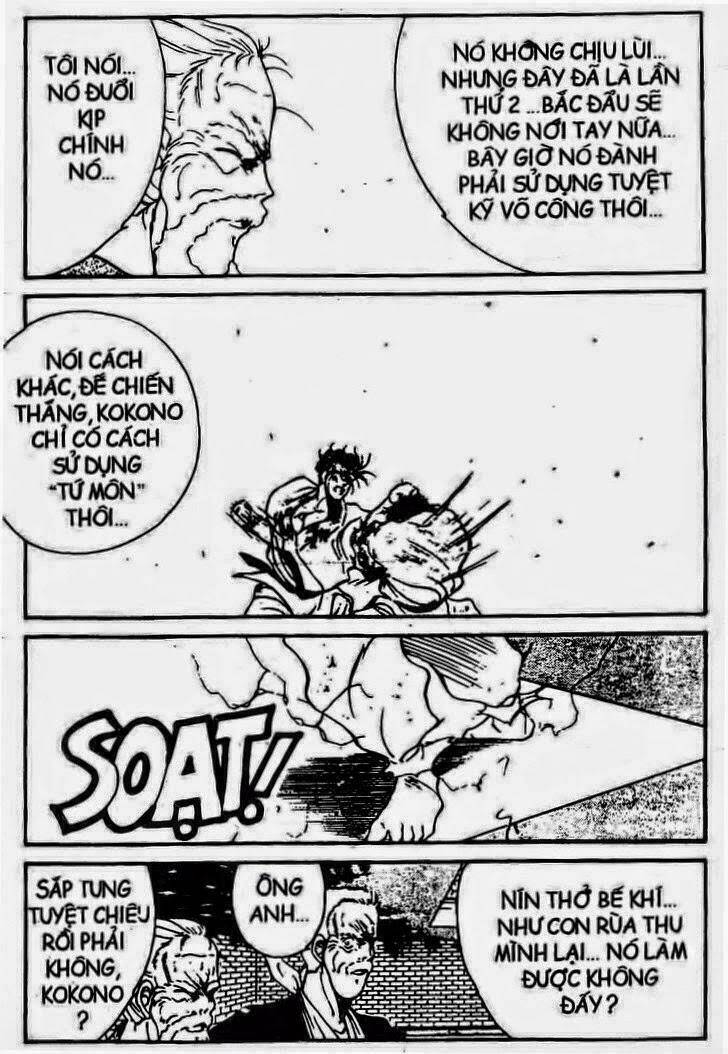 TÔI NÓI...
NÓ ĐUỔI
KỊP
CHÍNH
NÓ...
NÓ KHÔNG CHỊU LÙI...
NHƯNG ĐÂY ĐÃ LÀ LẦN
THỨ 2 ...BẮC ĐẨU SẼ
KHÔNG NỚI TAY NỮA...
BÂY GIỜ NÓ ĐÀNH
PHẢI SỬ DỤNG TUYỆT
KỸ VÕ CÔNG THÔI...
NÓI CÁCH
KHÁC, ĐỂ CHIẾN
THẮNG, KOKONO
CHỈ CÓ CÁCH
SỬ DỤNG
“TỨ MÔN”
THÔI...
SOẠT!
SẮP TUNG
TUYỆT CHIÊU
RỒI PHẢI
KHÔNG,
KOKONO
?
ÔNG
ANH...
NÍN THỞ BẾ KHÍ...
NHƯ CON RÙA THU
MÌNH LẠI... NÓ LÀM
ĐƯỢC KHÔNG
ĐẤY ?